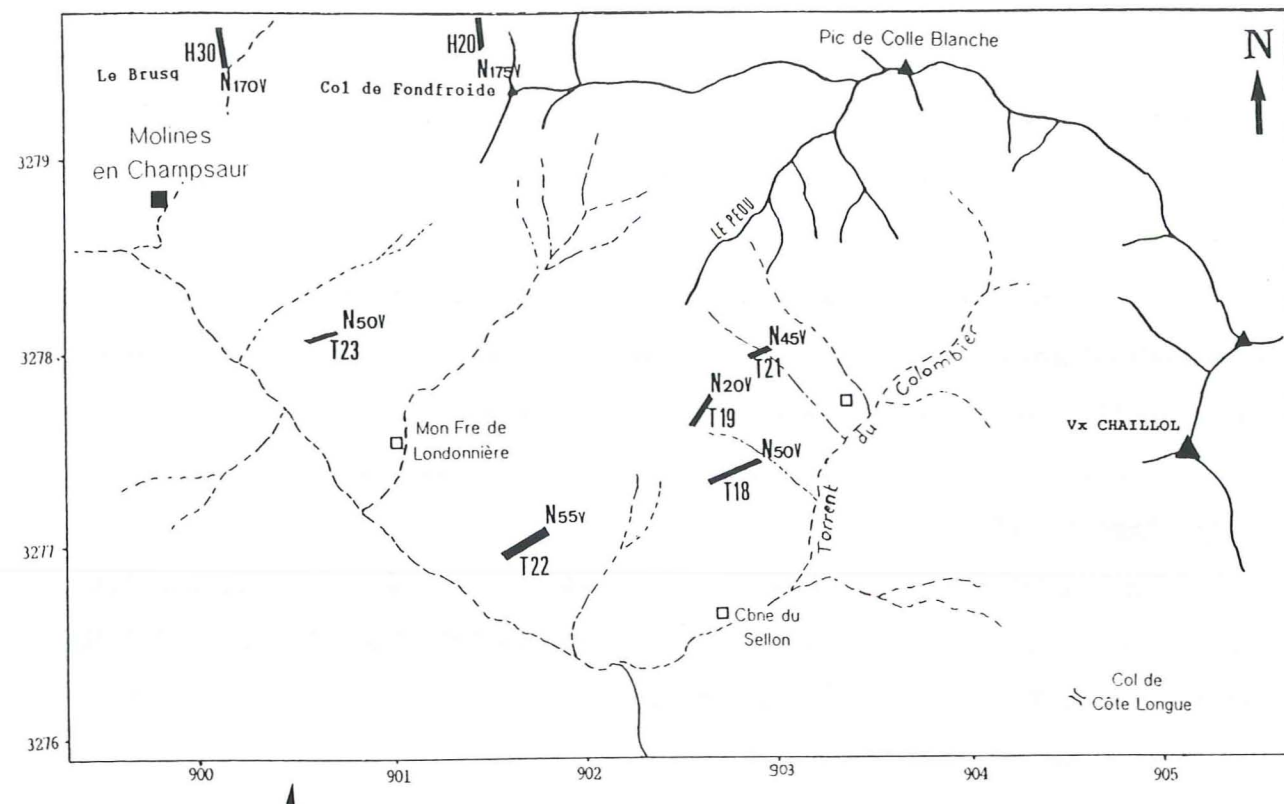 H30
H20
Pic de Colle Blanche
N
Le Brusq
N170V
N175V
Col de Fondfroide
Molines
en Champsaur
3279
LE PEOU
N50V
T23
N45V
T21
3278
Colombier
du
Torrent
N20V
T19
Mon Fre de
Londonnière
Vx CHAILLOL
N50V
T18
N55V
T22
3277
Cbne du
Sellon
Col de
Côte Longue
3276
900
901
902
903
904
905